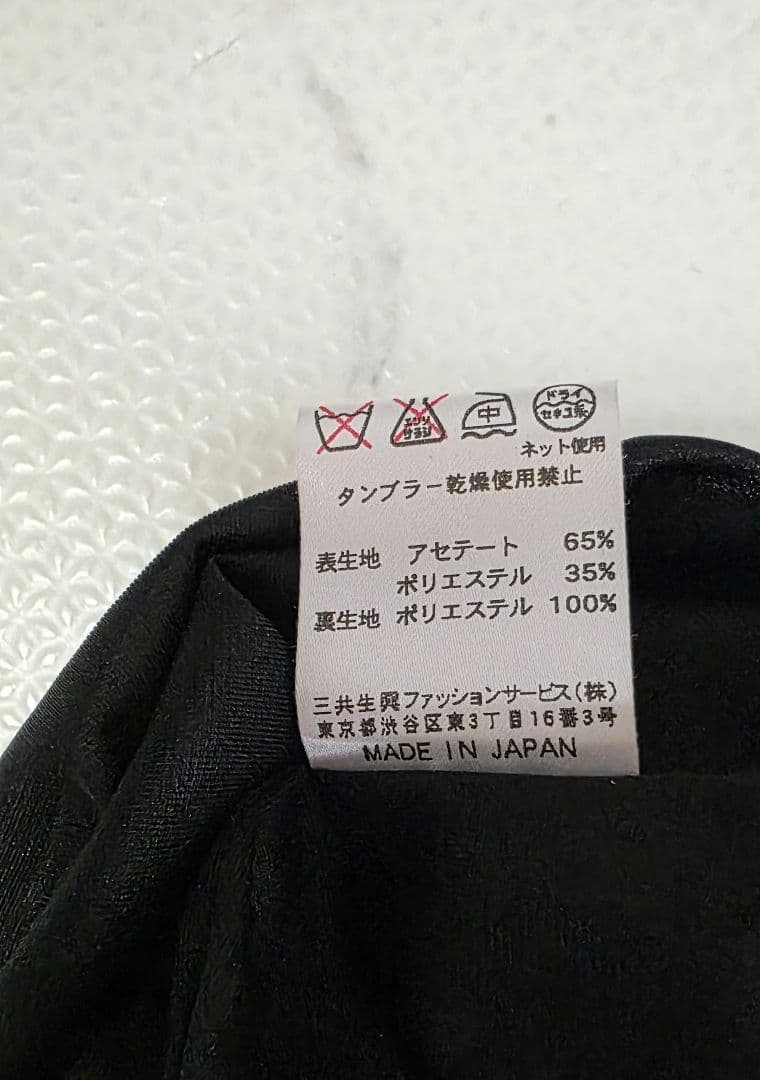 エンソ サラシ 中 ドライ セキユ系
ネット使用
タンブラー乾燥使用禁止
表生地 アセテート 65%
ポリエステル 35%
裏生地 ポリエステル 100%
三共生興ファッションサービス(株)
東京都渋谷区東3丁目16番3号
MADE IN JAPAN